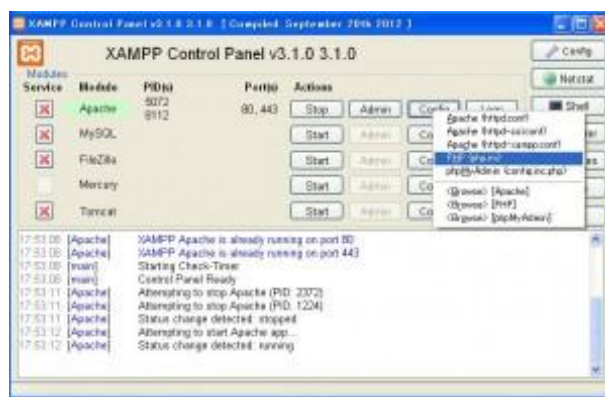 XAMPP Control Panel v3.1.0 3.1.0 [ Compiled: September 20th 2012 ]
XAMPP Control Panel v3.1.0 3.1.0
Config
Modules
Service Module PID(s) Port(s) Actions
Netstat
Apache 6072 8112 80, 443 Stop Admin Config Logs
Shell
MySQL Start Admin
FileZilla Start Admin
Mercury Start Admin
Tomcat Start Admin
Apache (httpd.conf)
Apache (httpd-ssl.conf)
Apache (httpd-xampp.conf)
PHP (php.ini)
phpMyAdmin (config.inc.php)
<Browse> [Apache]
<Browse> [PHP]
<Browse> [phpMyAdmin]
17:53:08 [Apache] XAMPP Apache is already running on port 80
17:53:08 [Apache] XAMPP Apache is already running on port 443
17:53:08 [main] Starting Check-Timer
17:53:08 [main] Control Panel Ready
17:53:11 [Apache] Attempting to stop Apache (PID: 2372)
17:53:11 [Apache] Attempting to stop Apache (PID: 1224)
17:53:11 [Apache] Status change detected: stopped
17:53:12 [Apache] Attempting to start Apache app...
17:53:12 [Apache] Status change detected: running